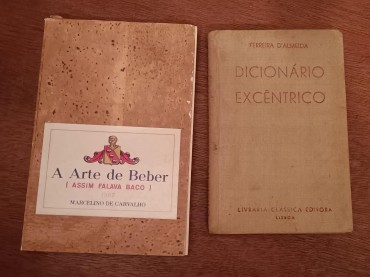 A Arte de Beber
( ASSIM FALAVA BACO )
MARCELINO DE CARVALHO
FERREIRA D'ALMEIDA
DICIONÁRIO
EXCÊNTRICO
LIVRARIA CLÁSSICA EDITORA
LISBOA